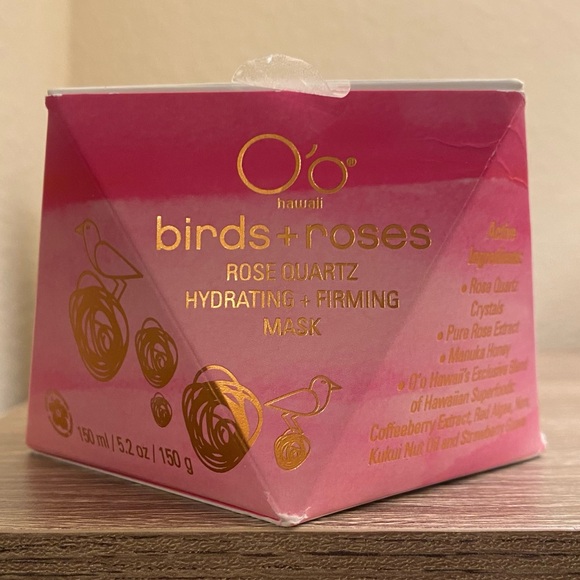 O'o®
hawaii
birds+roses
ROSE QUARTZ
HYDRATING + FIRMING
MASK
Active
Ingredients:
• Rose Quartz
Crystals
• Pure Rose Extract
• Manuka Honey
• O'o Hawaii's Exclusive Blend
of Hawaiian Superfoods:
Coffeeberry Extract, Red Algae, Noni,
Kukui Nut Oil and Strawberry Guava
150 ml / 5.2 oz / 150 g